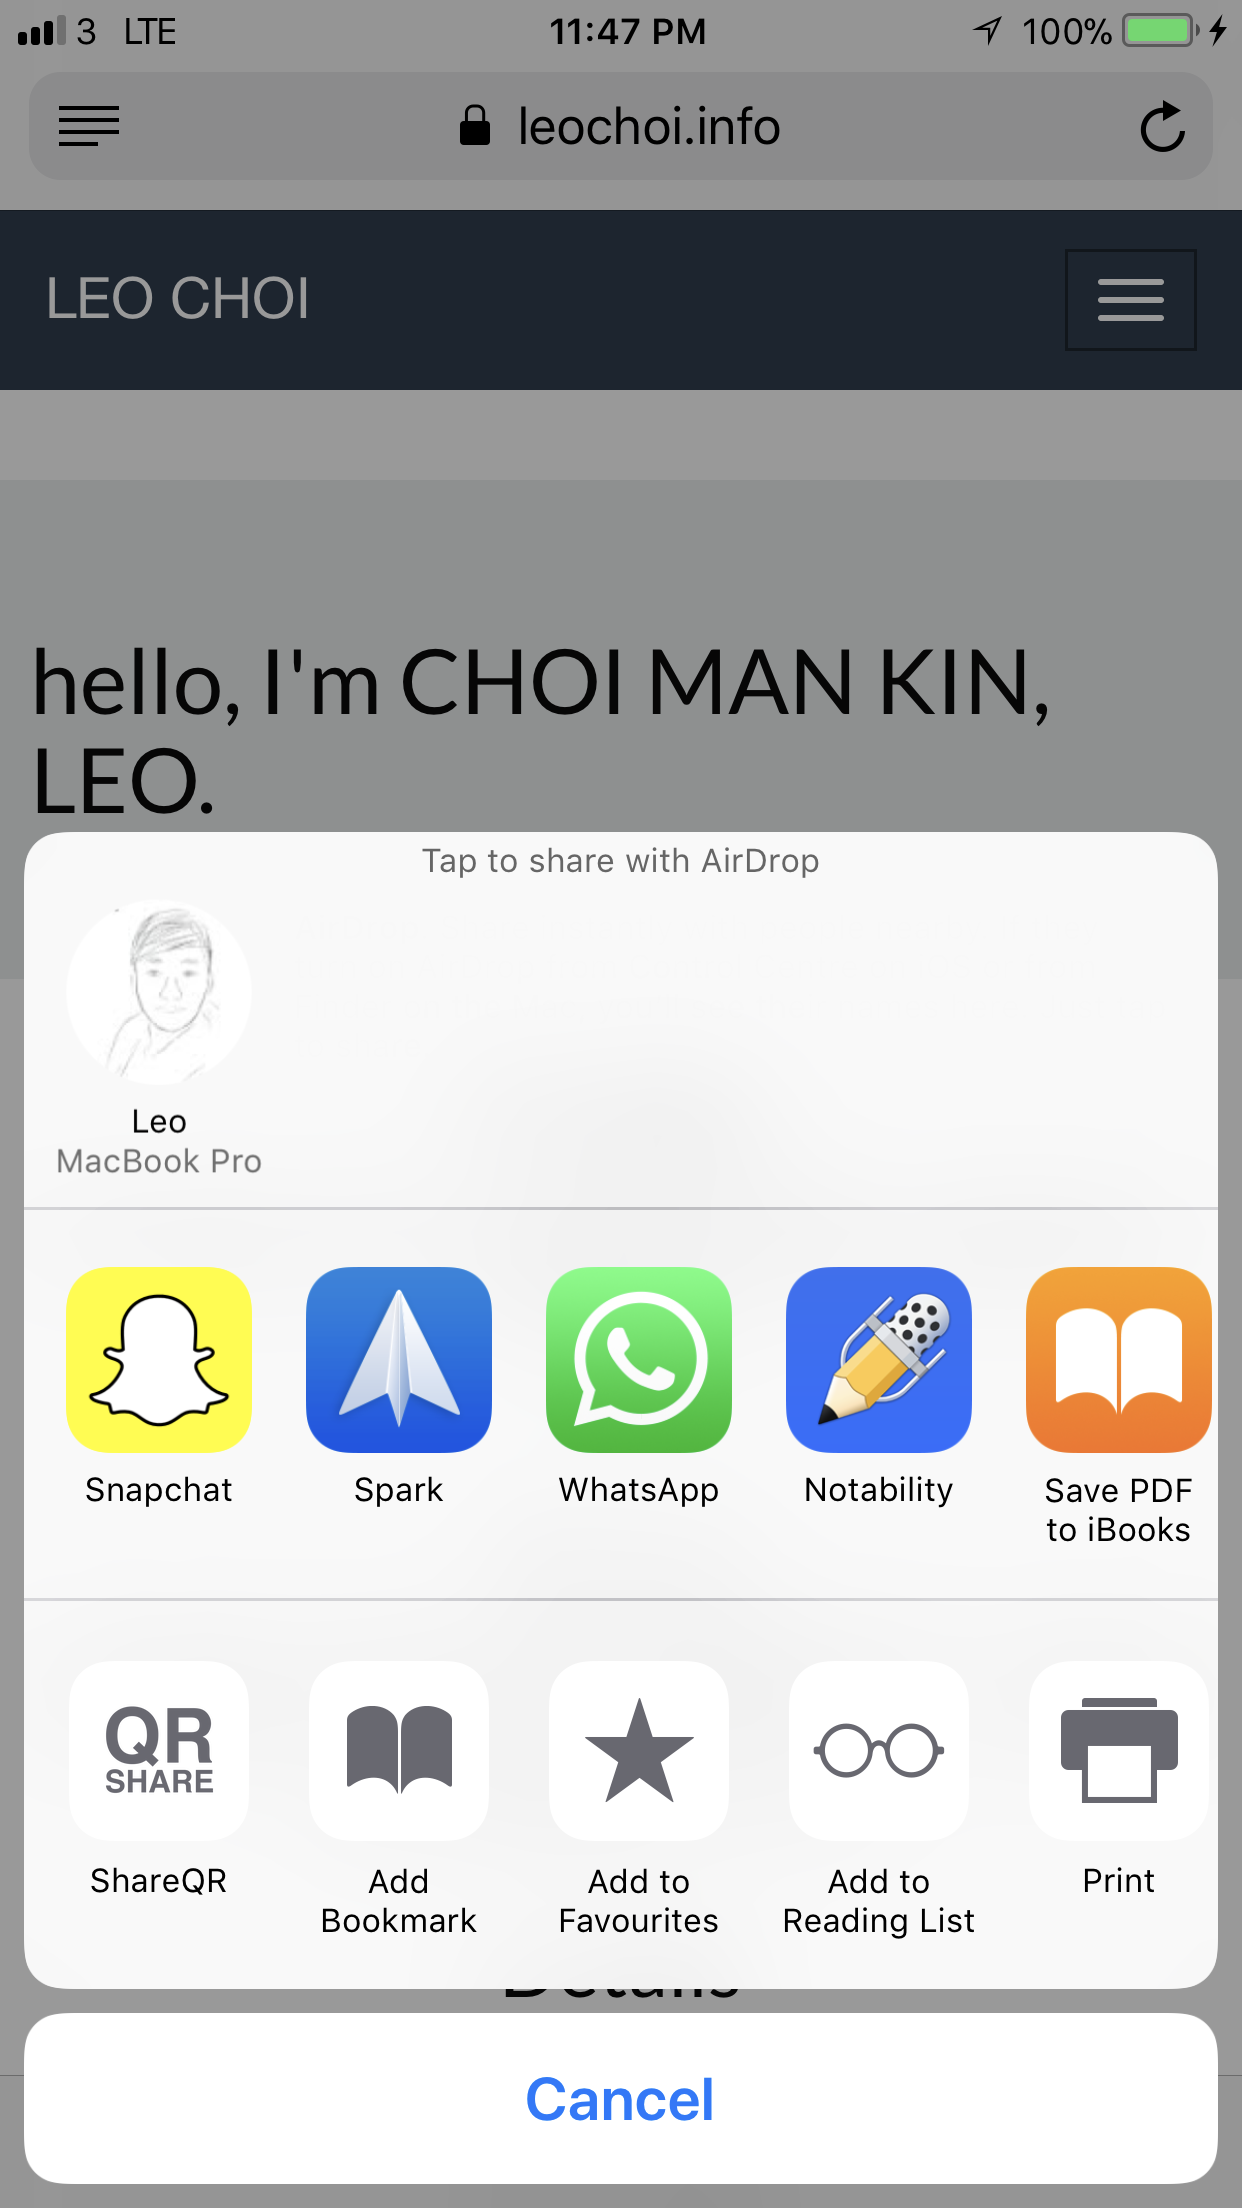 3 LTE 11:47 PM 100%
leochoi.info
LEO CHOI
hello, I'm CHOI MAN KIN,
LEO.
Tap to share with AirDrop
Leo
MacBook Pro
Snapchat Spark WhatsApp Notability Save PDF
to iBooks
QR
SHARE
ShareQR Add Add to Add to Print
Bookmark Favourites Reading List
Details
Cancel